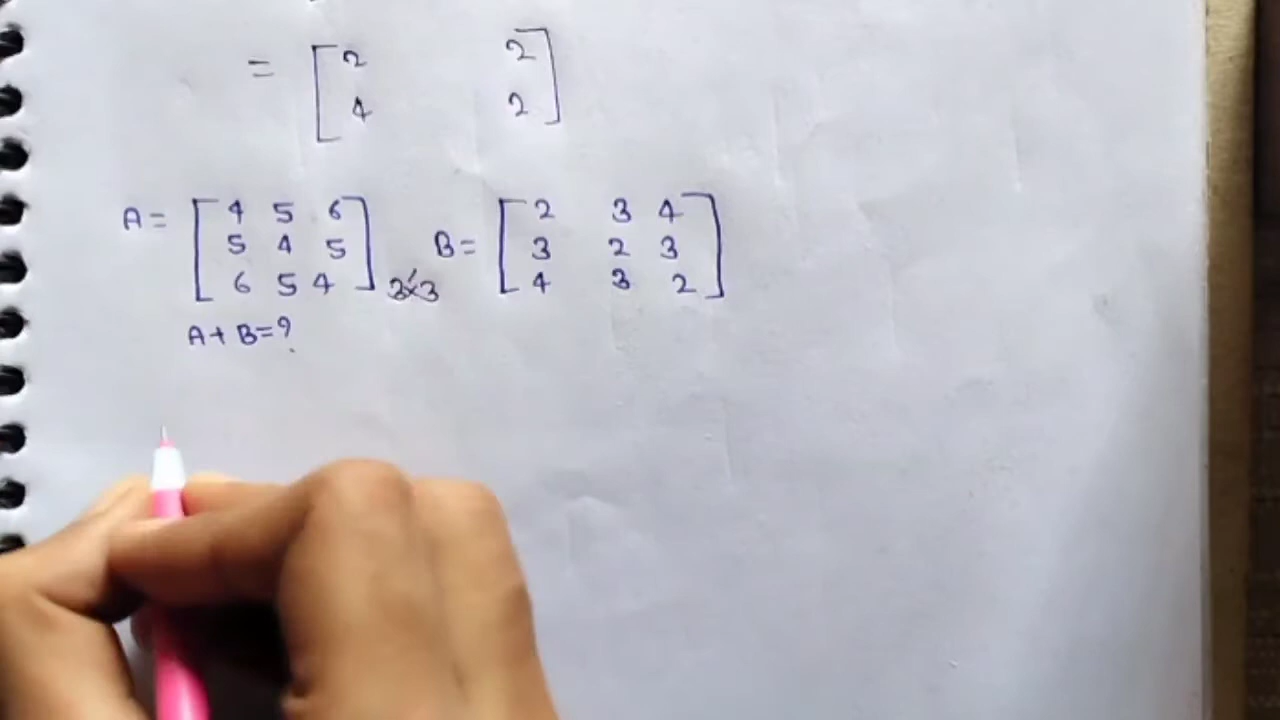 = [ 2 2
4 2 ]
A = [ 4 5 6
5 4 5
6 5 4 ] 3×3
B = [ 2 3 4
3 2 3
4 3 2 ]
A + B = ?